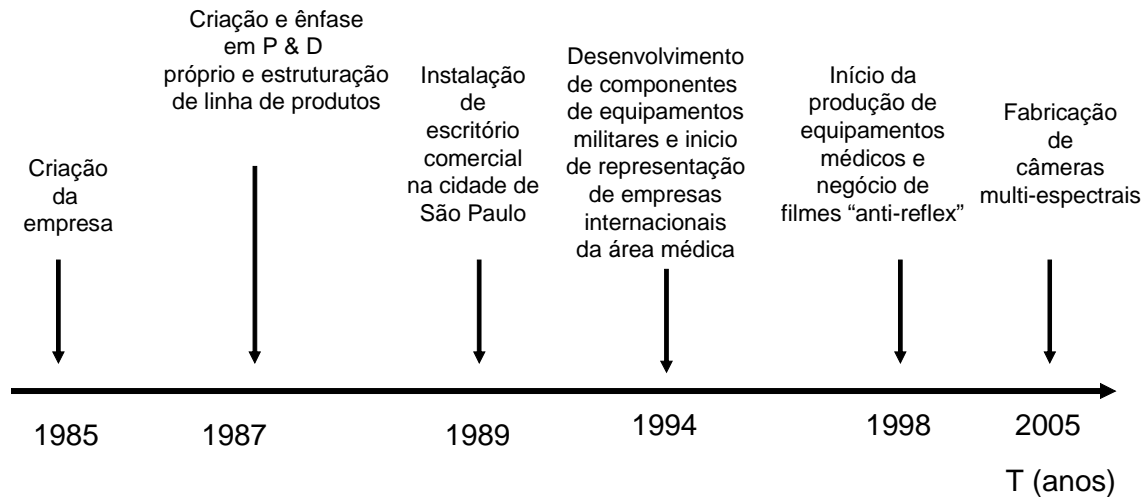 Criação
da
empresa
Criação e ênfase
em P & D
próprio e estruturação
de linha de produtos
Instalação
de
escritório
comercial
na cidade de
São Paulo
Desenvolvimento
de componentes
de equipamentos
militares e inicio
de representação
de empresas
internacionais
da área médica
Início da
produção de
equipamentos
médicos e
negócio de
filmes “anti-reflex”
Fabricação
de
câmeras
multi-espectrais
1985
1987
1989
1994
1998
2005
T (anos)